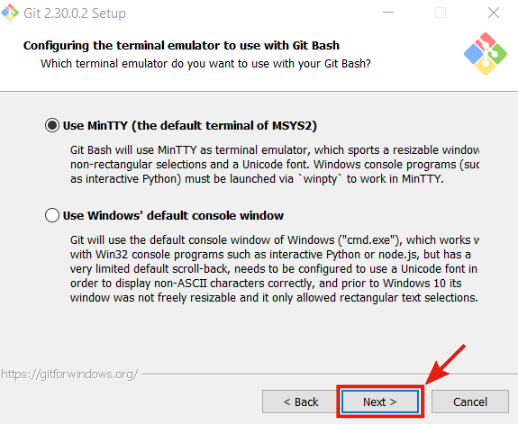 Git 2.30.0.2 Setup
Configuring the terminal emulator to use with Git Bash
Which terminal emulator do you want to use with your Git Bash?
Use MinTTY (the default terminal of MSYS2)
Git Bash will use MinTTY as terminal emulator, which sports a resizable window
non-rectangular selections and a Unicode font. Windows console programs (suc
as interactive Python) must be launched via `winpty` to work in MinTTY.
Use Windows' default console window
Git will use the default console window of Windows ("cmd.exe"), which works w
with Win32 console programs such as interactive Python or node.js, but has a
very limited default scroll-back, needs to be configured to use a Unicode font in
order to display non-ASCII characters correctly, and prior to Windows 10 its
window was not freely resizable and it only allowed rectangular text selections.
https://gitforwindows.org/
< Back
Next >
Cancel